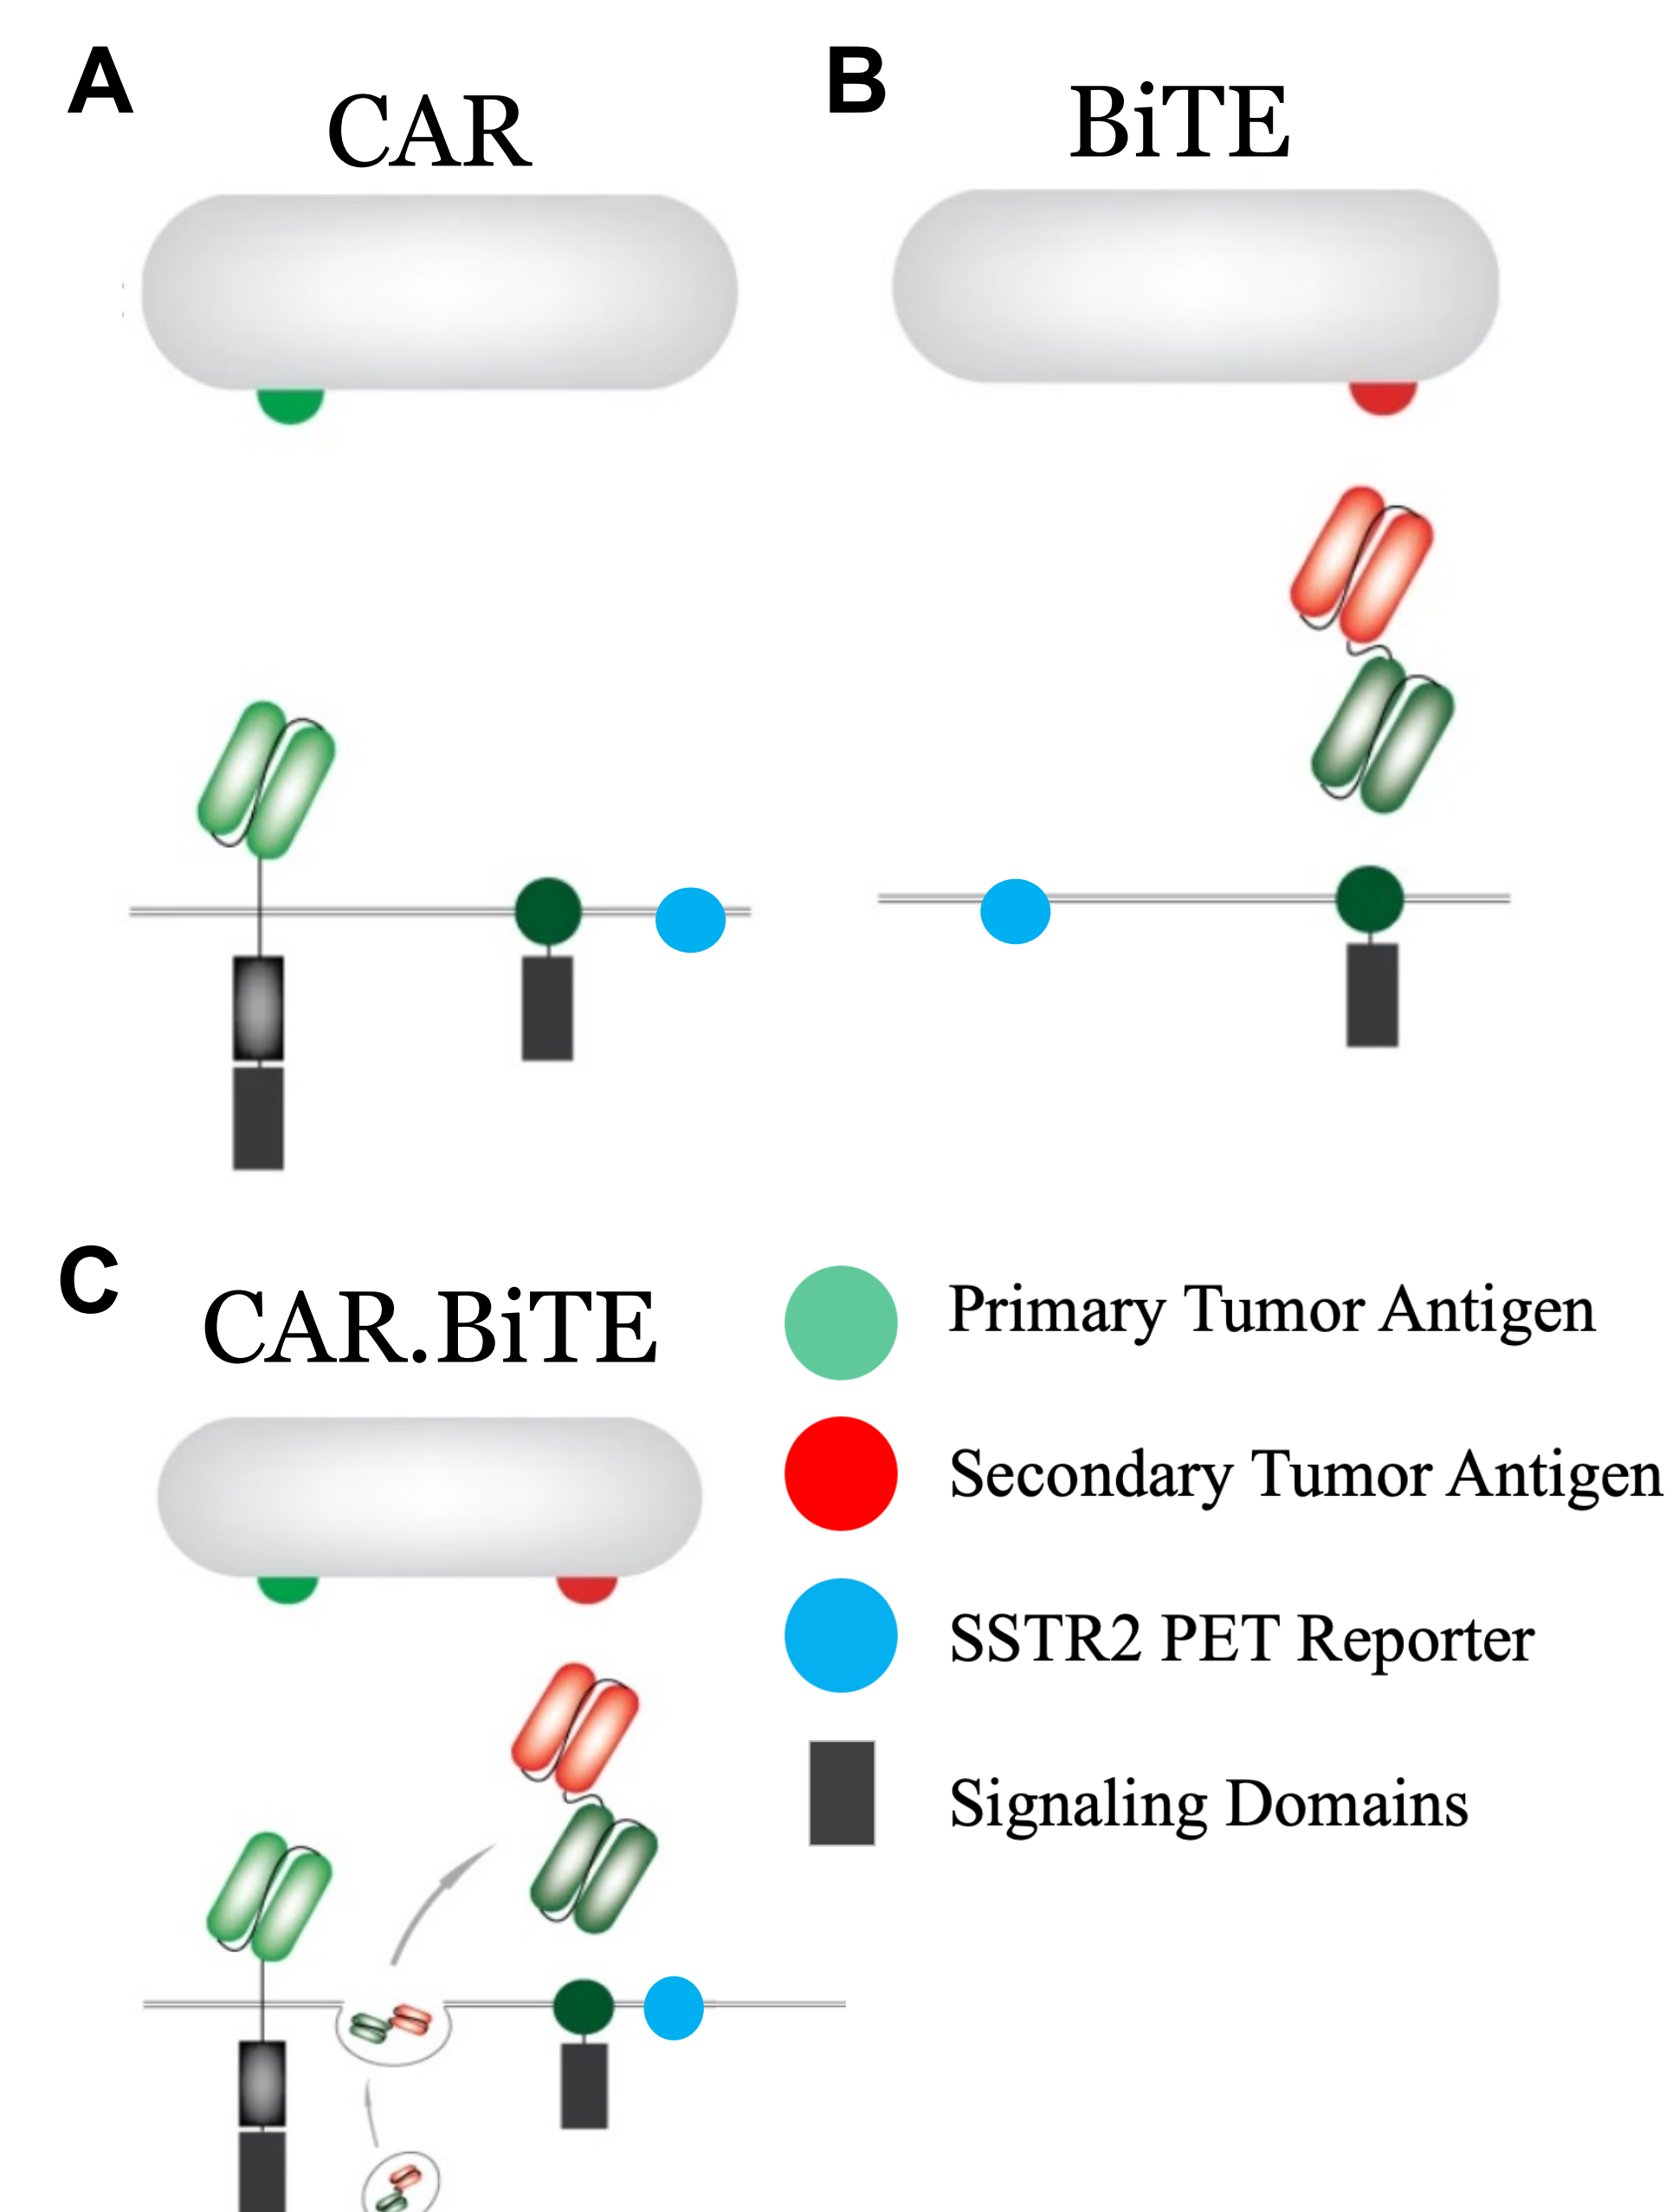 A
CAR
B
BiTE
C
CAR.BiTE
Primary Tumor Antigen
Secondary Tumor Antigen
SSTR2 PET Reporter
Signaling Domains